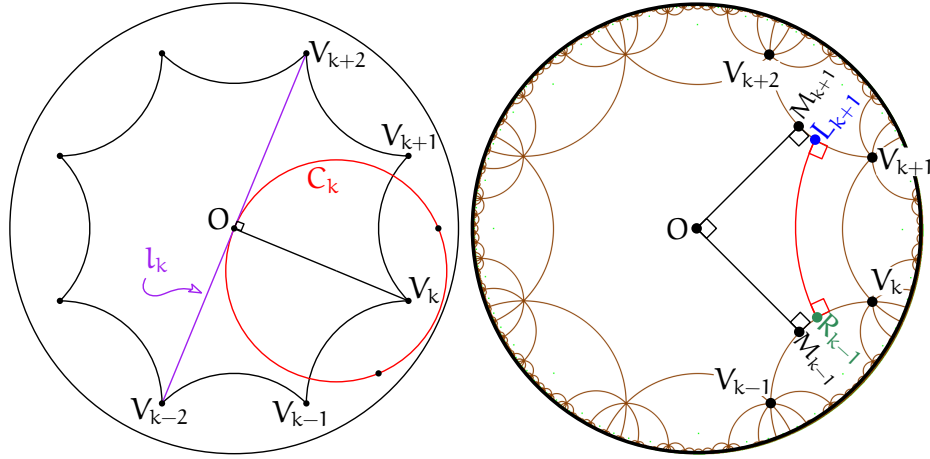 V_{k+2}
V_{k+1}
C_k
O
l_k
V_k
V_{k-2}
V_{k-1}
V_{k+2}
M_{k+1}
L_{k+1}
V_{k+1}
O
V_{k-}
R_{k-1}
M_{k-1}
V_{k-1}